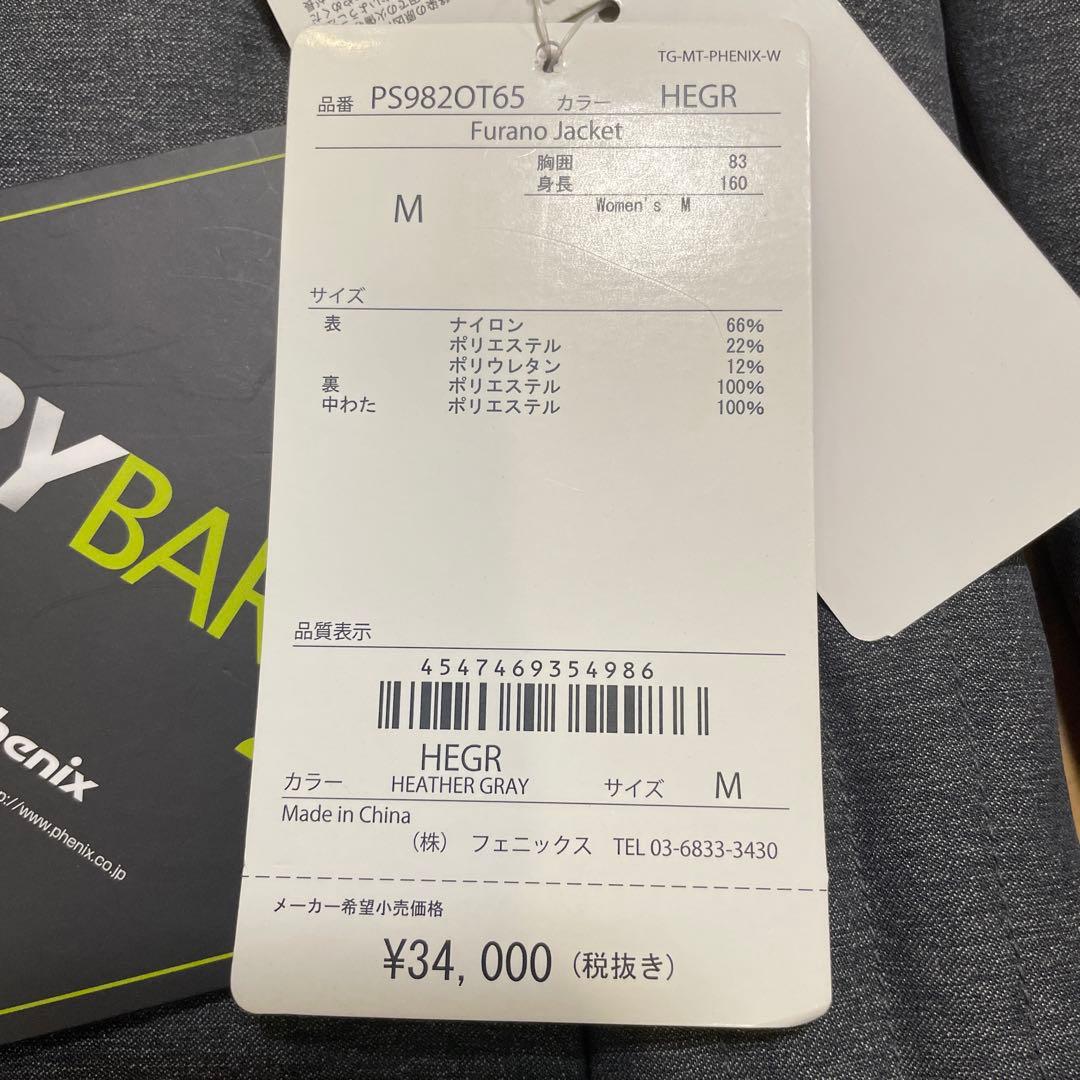 TG-MT-PHENIX-W
品番 PS982OT65 カラー HEGR
Furano Jacket
胸囲 83
身長 160
M
Women's M
サイズ
表 ナイロン 66%
ポリエステル 22%
ポリウレタン 12%
裏 ポリエステル 100%
中わた ポリエステル 100%
品質表示
4547469354986
HEGR
カラー HEATHER GRAY サイズ M
Made in China
(株) フェニックス TEL 03-6833-3430
メーカー希望小売価格
¥34,000 (税抜き)
phenix
http://www.phenix.co.jp